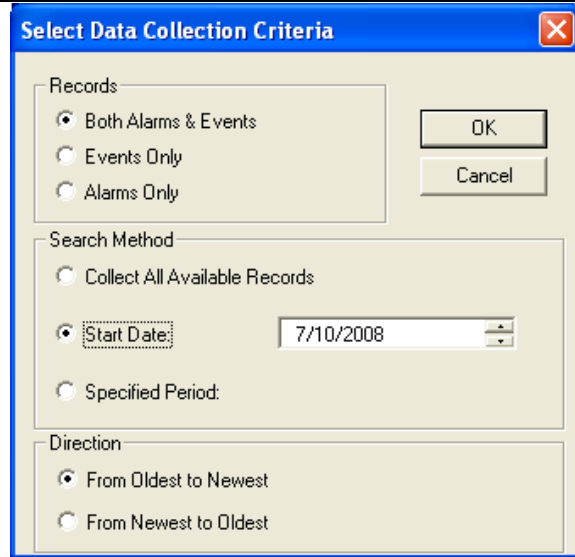 Select Data Collection Criteria
Records
Both Alarms & Events
Events Only
Alarms Only
OK
Cancel
Search Method
Collect All Available Records
Start Date:
7/10/2008
Specified Period:
Direction
From Oldest to Newest
From Newest to Oldest